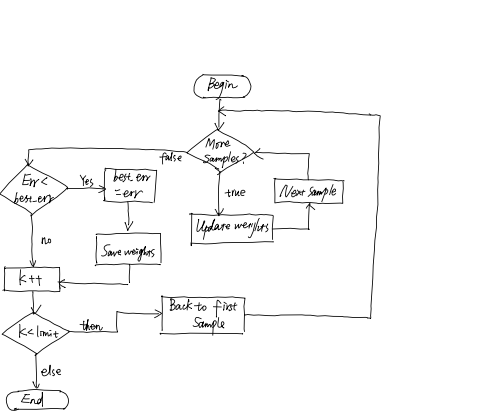 Begin
More
Samples?
false
true
Next sample
Update weights
Err <
best_err
Yes
best_err
= err
Save weights
no
K++
K < limit
then
Back to first
Sample
else
End